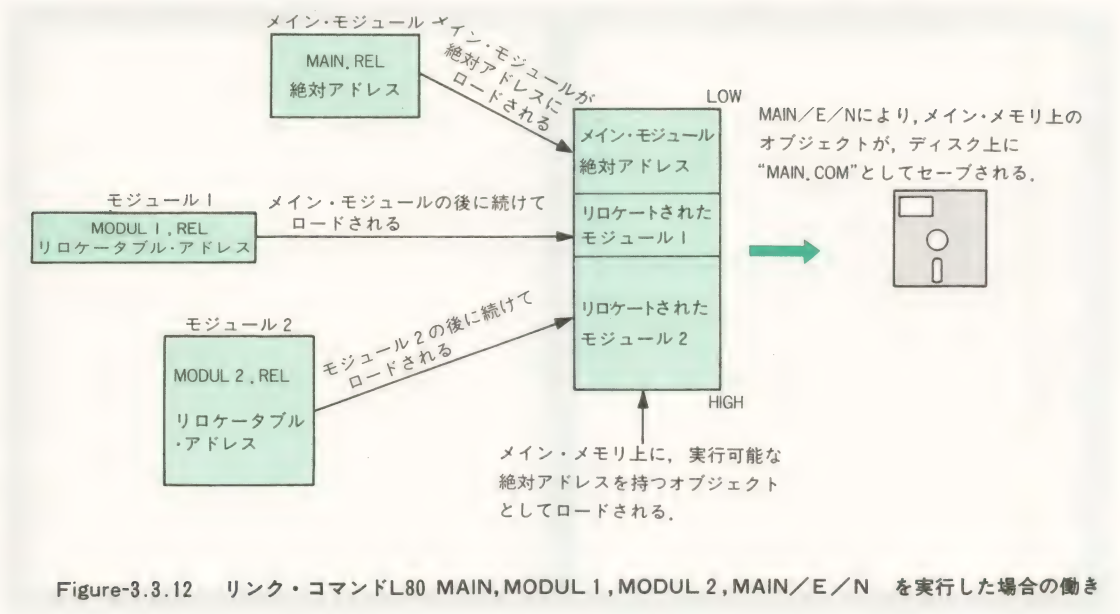 メイン・モジュール
MAIN.REL
絶対アドレス
メイン・モジュールが
絶対アドレスに
ロードされる
LOW
メイン・モジュール
絶対アドレス
リロケートされた
モジュール1
リロケートされた
モジュール2
HIGH
MAIN/E/Nにより,メイン・メモリ上の
オブジェクトが,ディスク上に
“MAIN.COM”としてセーブされる.
モジュール1
MODUL 1.REL
リロケータブル・アドレス
メイン・モジュールの後に続けて
ロードされる
モジュール2
MODUL 2.REL
リロケータブル
・アドレス
モジュール2の後に続けて
ロードされる
メイン・メモリ上に,実行可能な
絶対アドレスを持つオブジェクト
としてロードされる.
Figure-3.3.12 リンク・コマンドL80 MAIN,MODUL 1,MODUL 2,MAIN/E/N を実行した場合の働き